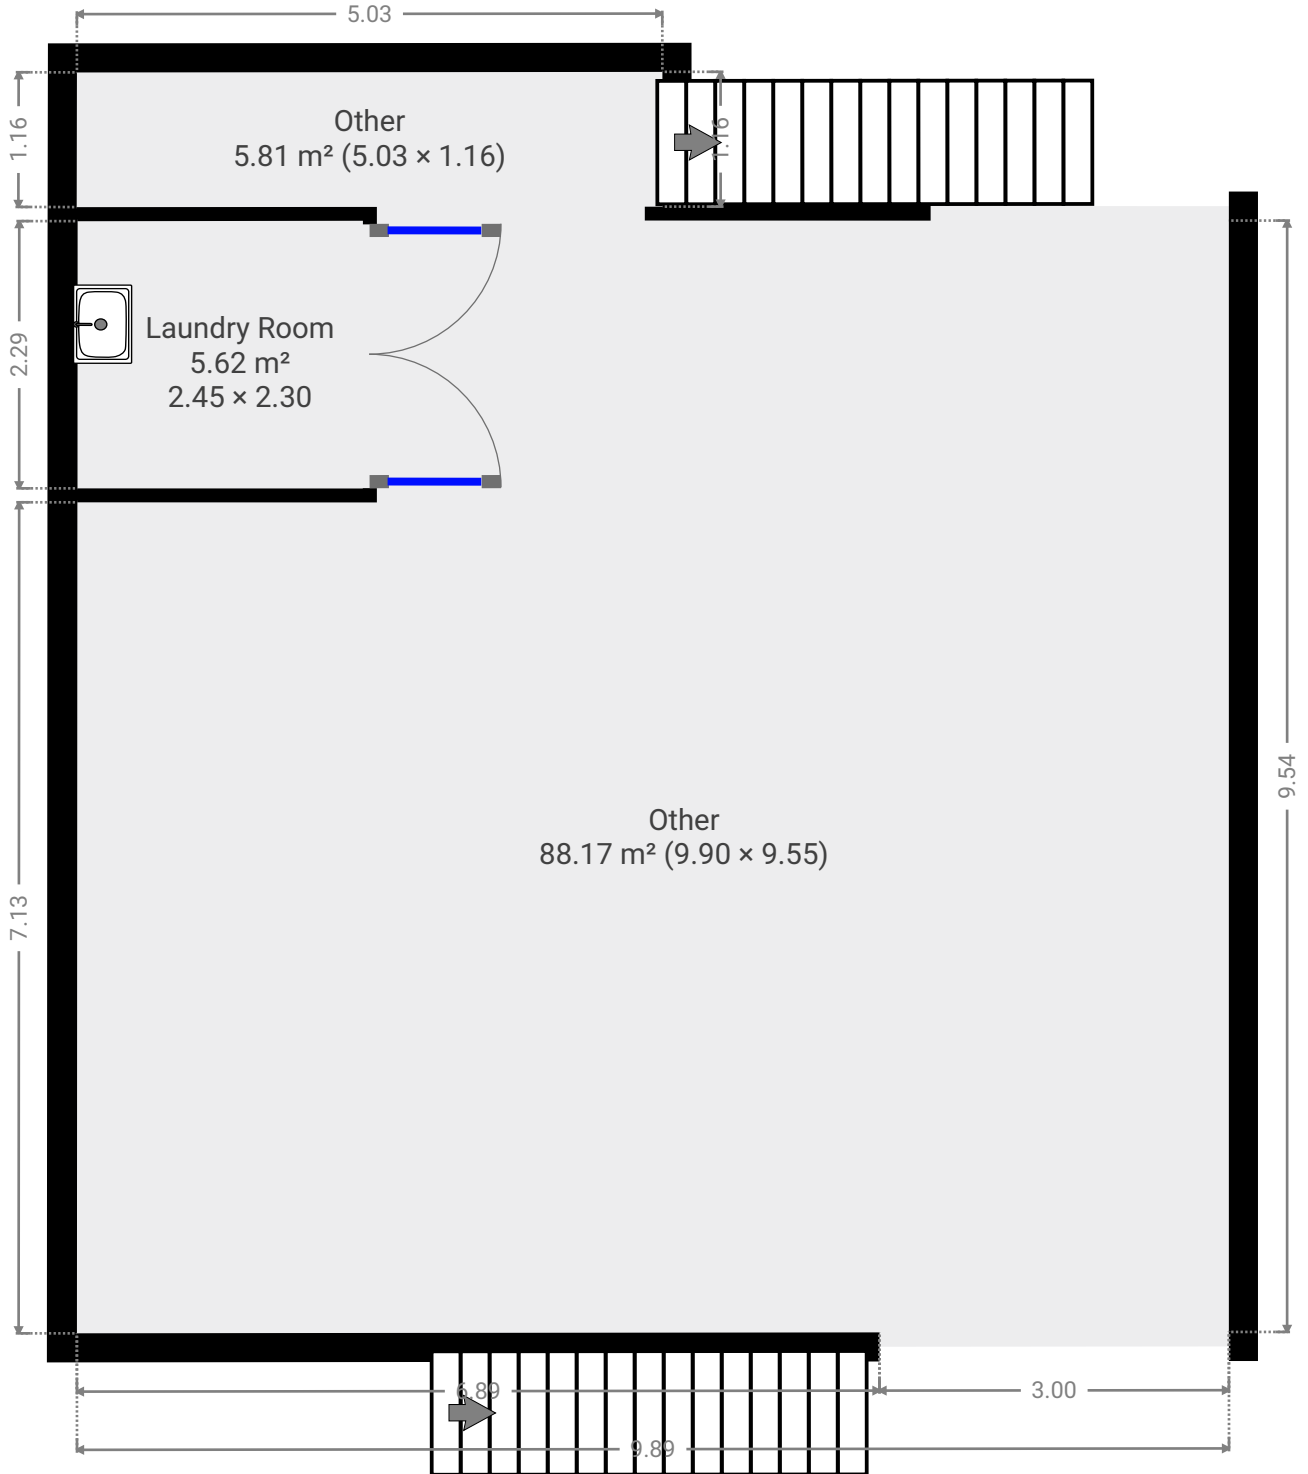 5.03
1.16
Other
5.81 m² (5.03 × 1.16)
1.16
2.29
Laundry Room
5.62 m²
2.45 × 2.30
9.54
Other
88.17 m² (9.90 × 9.55)
7.13
6.89
3.00
9.89